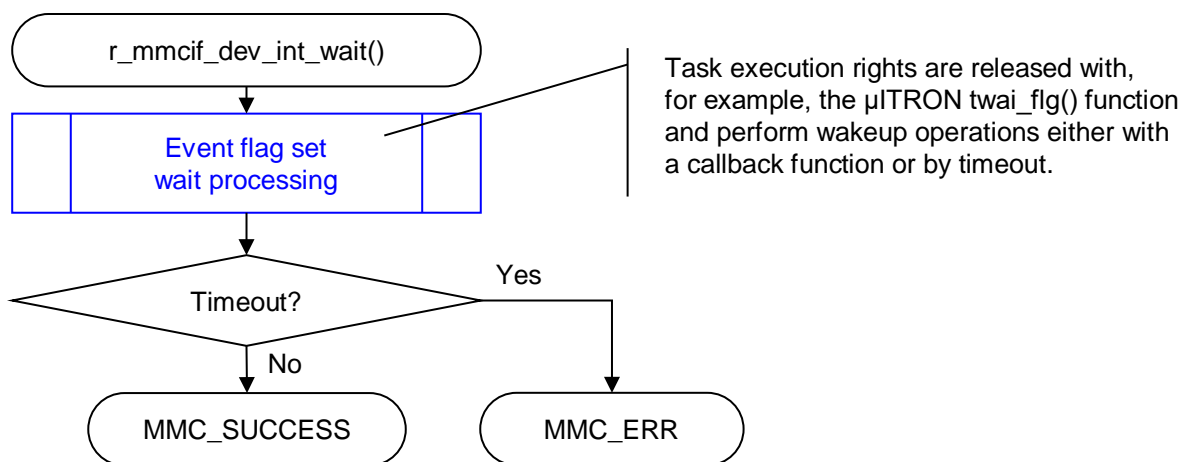 r_mmcif_dev_int_wait()
Task execution rights are released with,
for example, the µITRON twai_flg() function
and perform wakeup operations either with
a callback function or by timeout.
Event flag set
wait processing
Timeout?
Yes
No
MMC_SUCCESS
MMC_ERR